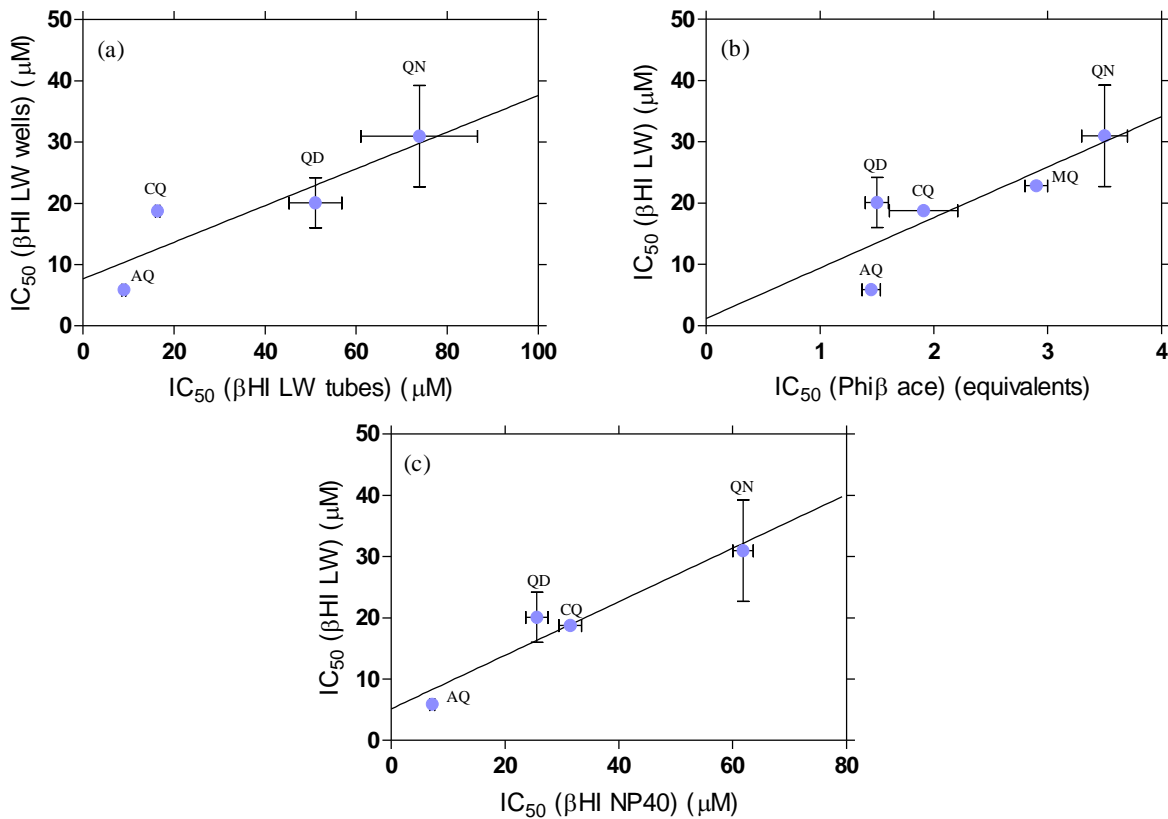 (a)
IC50 (βHI LW wells) (μM)
50
40
30
20
10
0
QN
QD
CQ
AQ
0 20 40 60 80 100
IC50 (βHI LW tubes) (μM)
(b)
IC50 (βHI LW) (μM)
50
40
30
20
10
0
QN
QD
CQ
MQ
AQ
0 1 2 3 4
IC50 (Phiβ ace) (equivalents)
(c)
IC50 (βHI LW) (μM)
50
40
30
20
10
0
QN
QD
CQ
AQ
0 20 40 60 80
IC50 (βHI NP40) (μM)